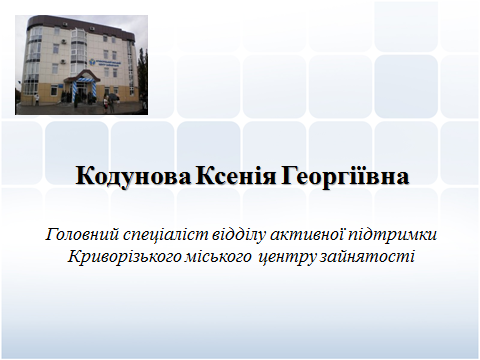 Кодунова Ксенія Георгіївна
Головний спеціаліст відділу активної підтримки
Криворізького міського центру зайнятості